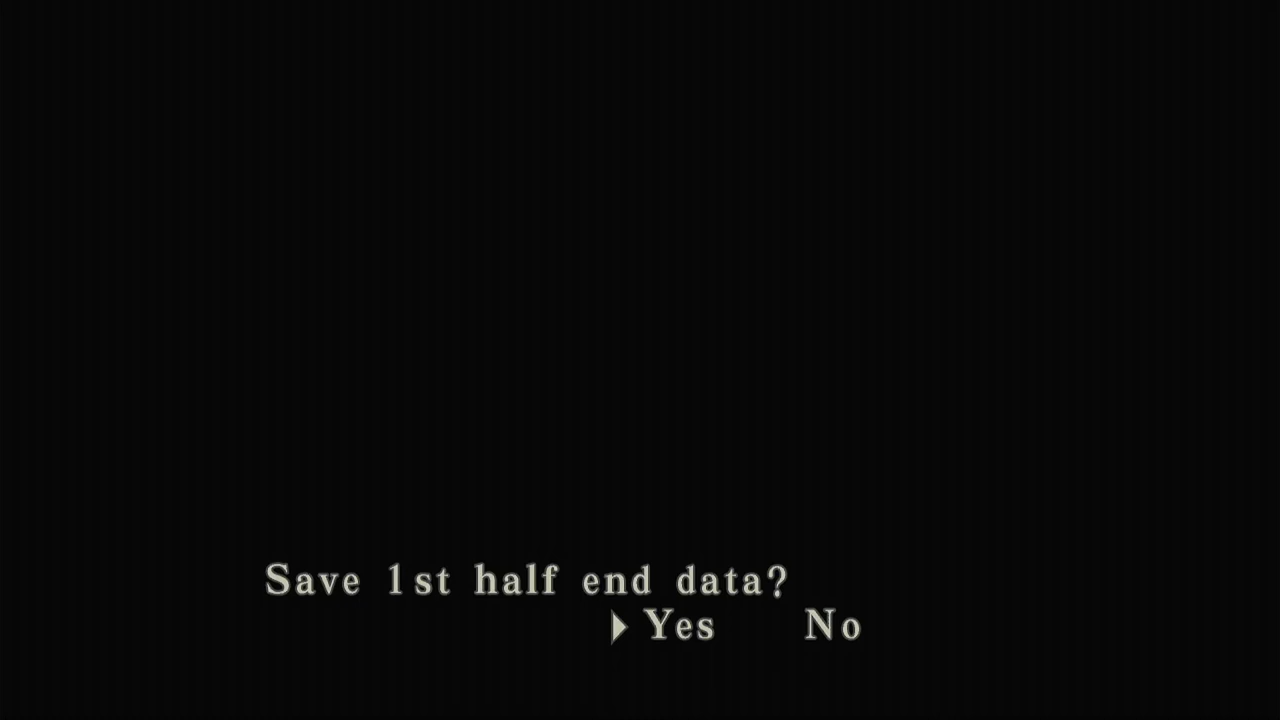 Save 1st half end data?
Yes No